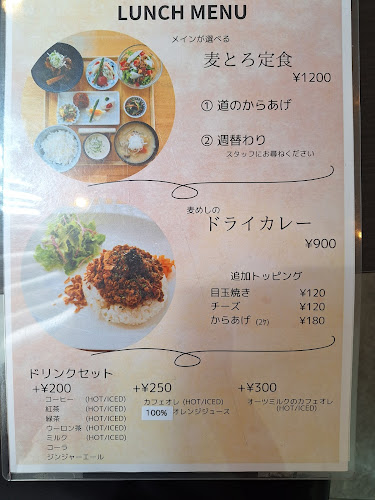 LUNCH MENU
メインが選べる
麦とろ定食
¥1200
① 道のからあげ
② 週替わり
スタッフにお尋ねください
麦めしの
ドライカレー
¥900
追加トッピング
目玉焼き ¥120
チーズ ¥120
からあげ (2ケ) ¥180
ドリンクセット
+¥200
コーヒー (HOT/ICED)
紅茶 (HOT/ICED)
緑茶 (HOT/ICED)
ウーロン茶 (HOT/ICED)
ミルク (HOT/ICED)
コーラ
ジンジャーエール
+¥250
カフェオレ (HOT/ICED)
100% オレンジジュース
+¥300
オーツミルクのカフェオレ
(HOT/ICED)